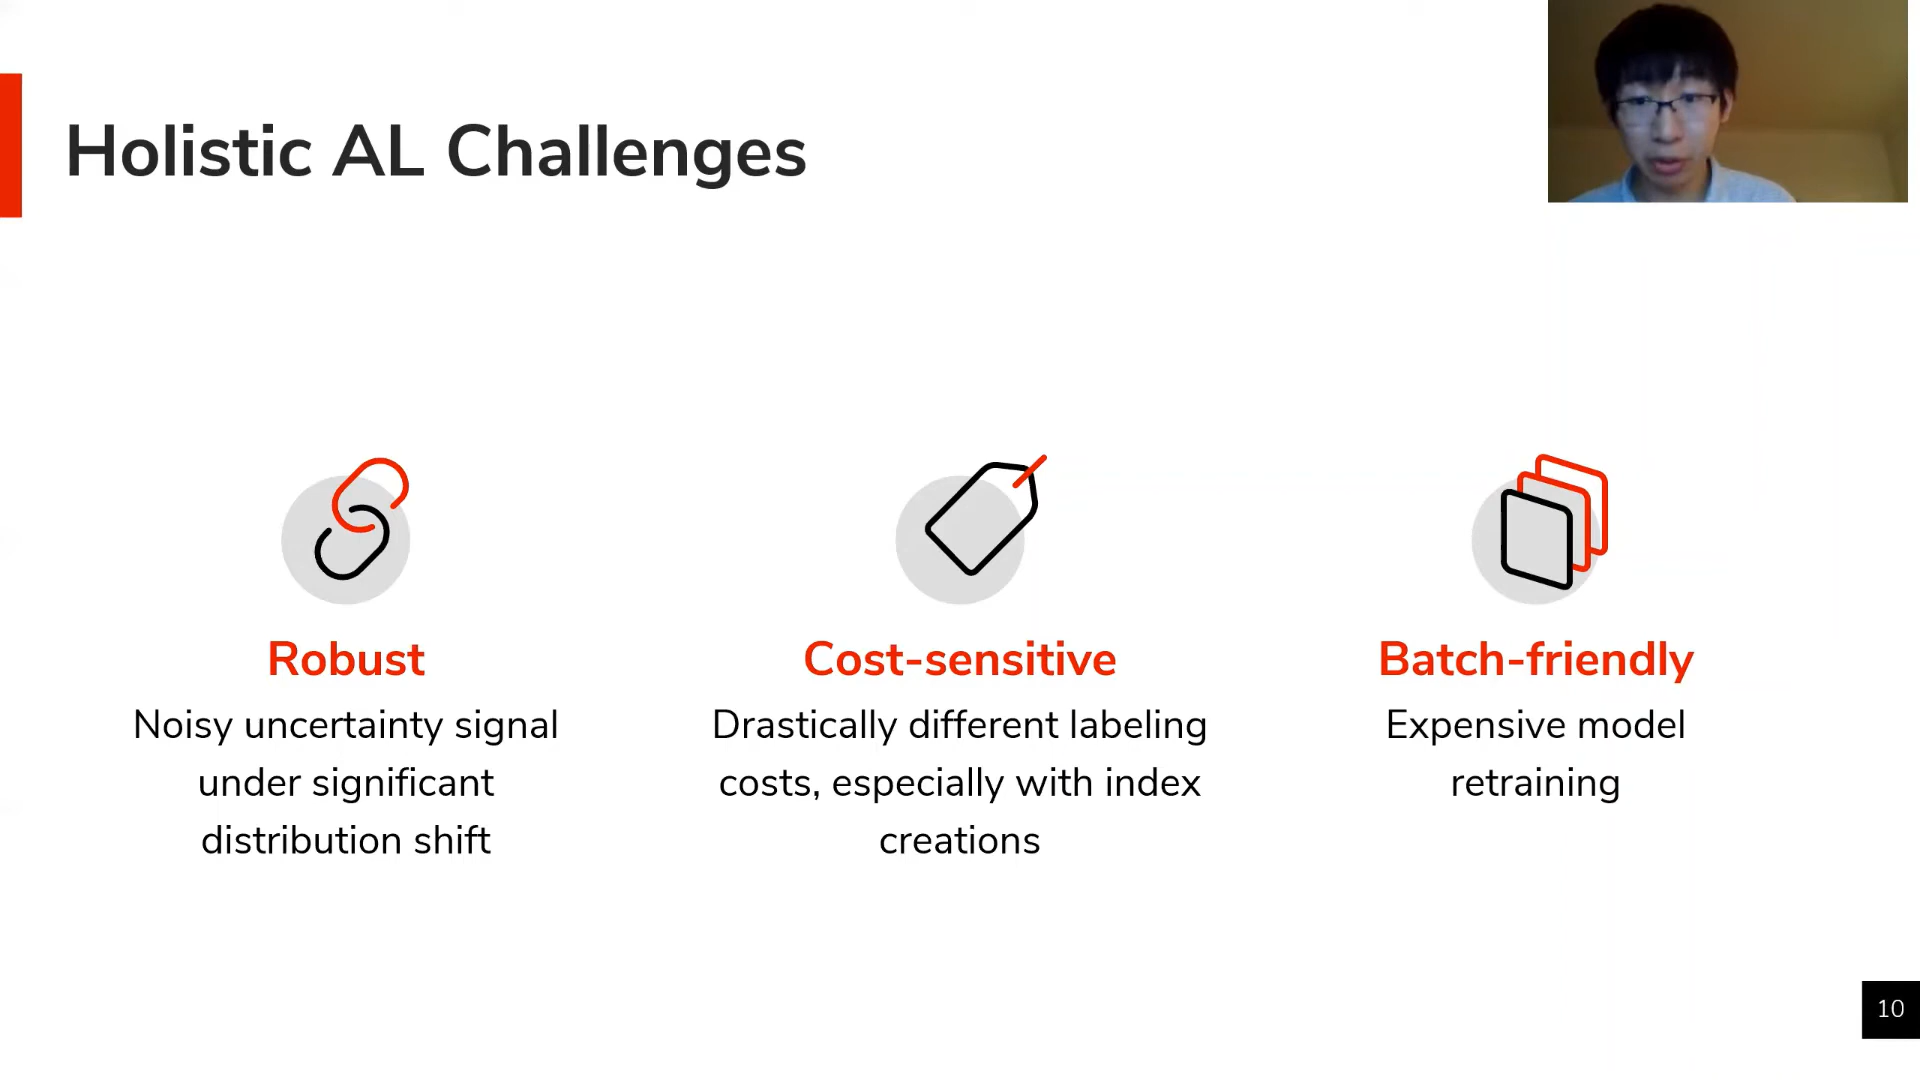 Holistic AL Challenges
Robust
Noisy uncertainty signal
under significant
distribution shift
Cost-sensitive
Drastically different labeling
costs, especially with index
creations
Batch-friendly
Expensive model
retraining
10